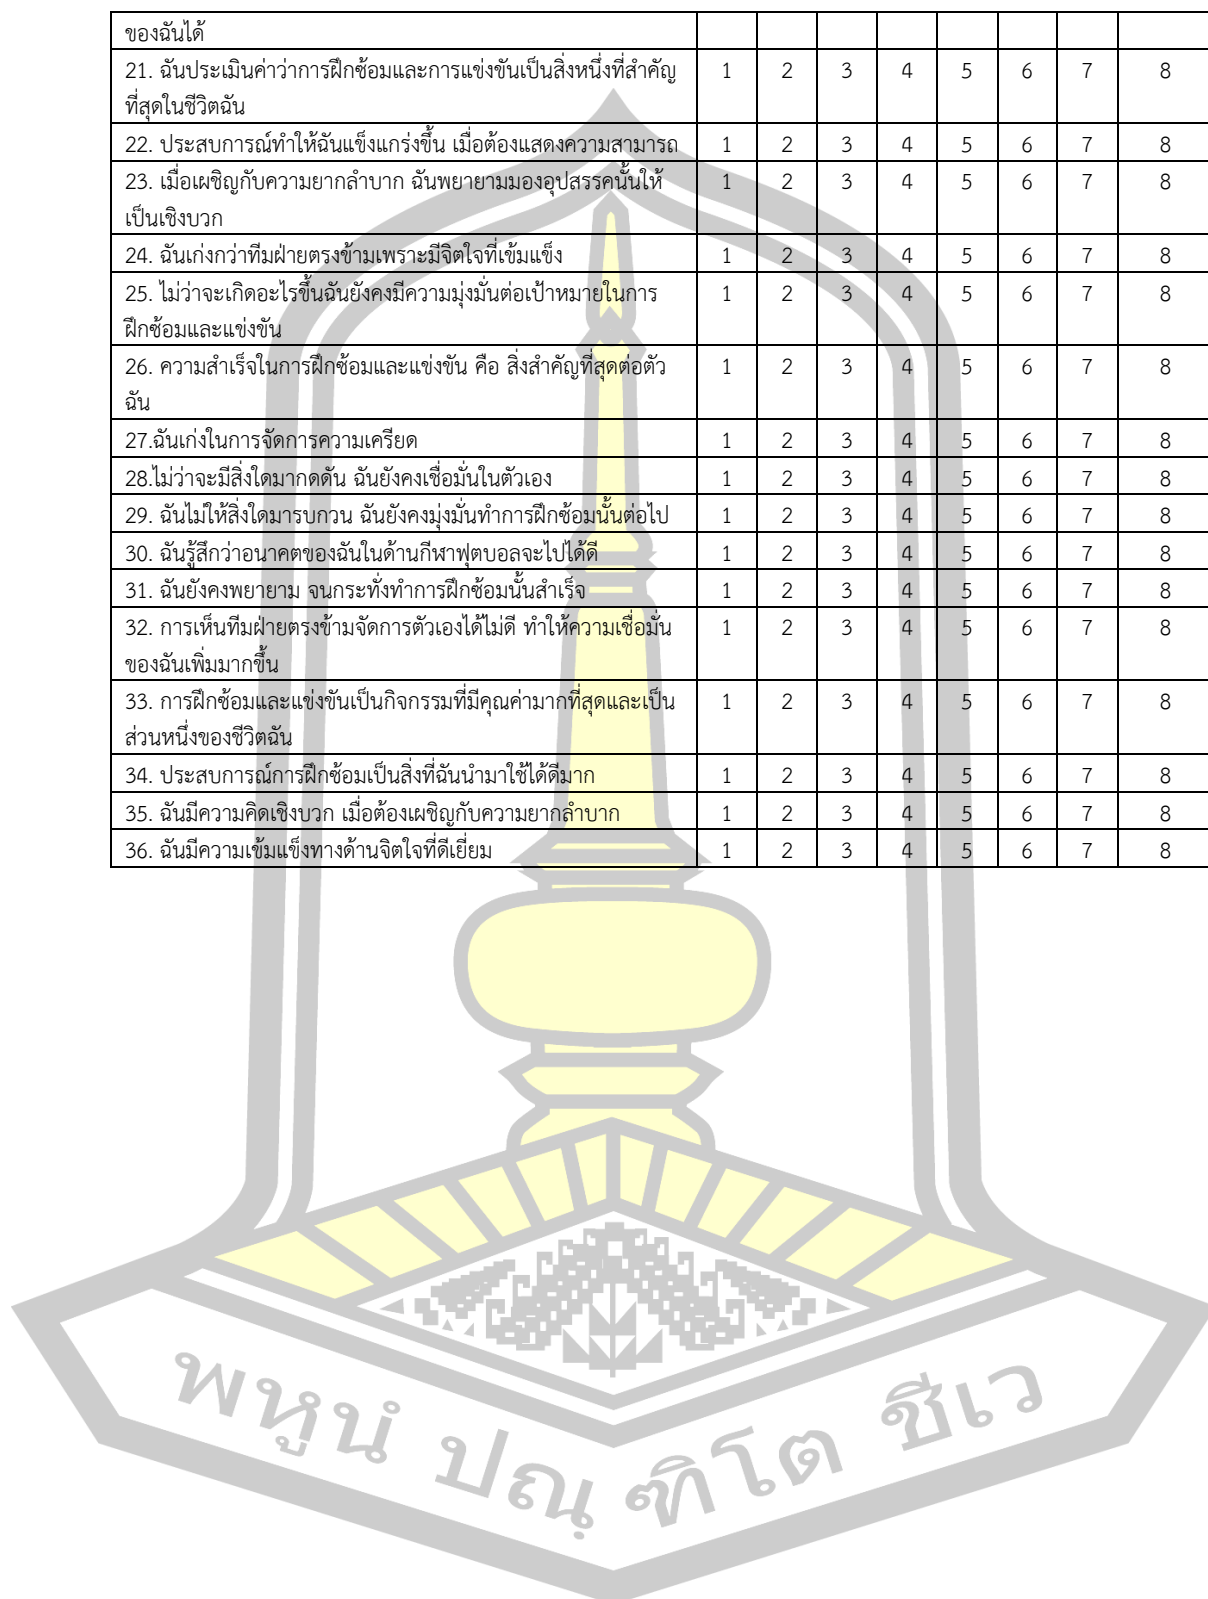 ของฉันได้
21. ฉันประเมินค่าว่าการฝึกซ้อมและการแข่งขันเป็นสิ่งหนึ่งที่สำคัญ 1 2 3 4 5 6 7 8
ที่สุดในชีวิตฉัน
22. ประสบการณ์ทำให้ฉันแข็งแกร่งขึ้น เมื่อต้องแสดงความสามารถ 1 2 3 4 5 6 7 8
23. เมื่อเผชิญกับความยากลำบาก ฉันพยายามมองอุปสรรคนั้นให้ 1 2 3 4 5 6 7 8
เป็นเชิงบวก
24. ฉันเก่งกว่าทีมฝ่ายตรงข้ามเพราะมีจิตใจที่เข้มแข็ง 1 2 3 4 5 6 7 8
25. ไม่ว่าจะเกิดอะไรขึ้นฉันยังคงมีความมุ่งมั่นต่อเป้าหมายในการ 1 2 3 4 5 6 7 8
ฝึกซ้อมและแข่งขัน
26. ความสำเร็จในการฝึกซ้อมและแข่งขัน คือ สิ่งสำคัญที่สุดต่อตัว 1 2 3 4 5 6 7 8
ฉัน
27.ฉันเก่งในการจัดการความเครียด 1 2 3 4 5 6 7 8
28.ไม่ว่าจะมีสิ่งใดมากดดัน ฉันยังคงเชื่อมั่นในตัวเอง 1 2 3 4 5 6 7 8
29. ฉันไม่ให้สิ่งใดมารบกวน ฉันยังคงมุ่งมั่นทำการฝึกซ้อมนั้นต่อไป 1 2 3 4 5 6 7 8
30. ฉันรู้สึกว่าอนาคตของฉันในด้านกีฬาฟุตบอลจะไปได้ดี 1 2 3 4 5 6 7 8
31. ฉันยังคงพยายาม จนกระทั่งทำการฝึกซ้อมนั้นสำเร็จ 1 2 3 4 5 6 7 8
32. การเห็นทีมฝ่ายตรงข้ามจัดการตัวเองได้ไม่ดี ทำให้ความเชื่อมั่น 1 2 3 4 5 6 7 8
ของฉันเพิ่มมากขึ้น
33. การฝึกซ้อมและแข่งขันเป็นกิจกรรมที่มีคุณค่ามากที่สุดและเป็น 1 2 3 4 5 6 7 8
ส่วนหนึ่งของชีวิตฉัน
34. ประสบการณ์การฝึกซ้อมเป็นสิ่งที่ฉันนำมาใช้ได้ดีมาก 1 2 3 4 5 6 7 8
35. ฉันมีความคิดเชิงบวก เมื่อต้องเผชิญกับความยากลำบาก 1 2 3 4 5 6 7 8
36. ฉันมีความเข้มแข็งทางด้านจิตใจที่ดีเยี่ยม 1 2 3 4 5 6 7 8
พหูนํ ปณฺ ฑิโต ชีเว